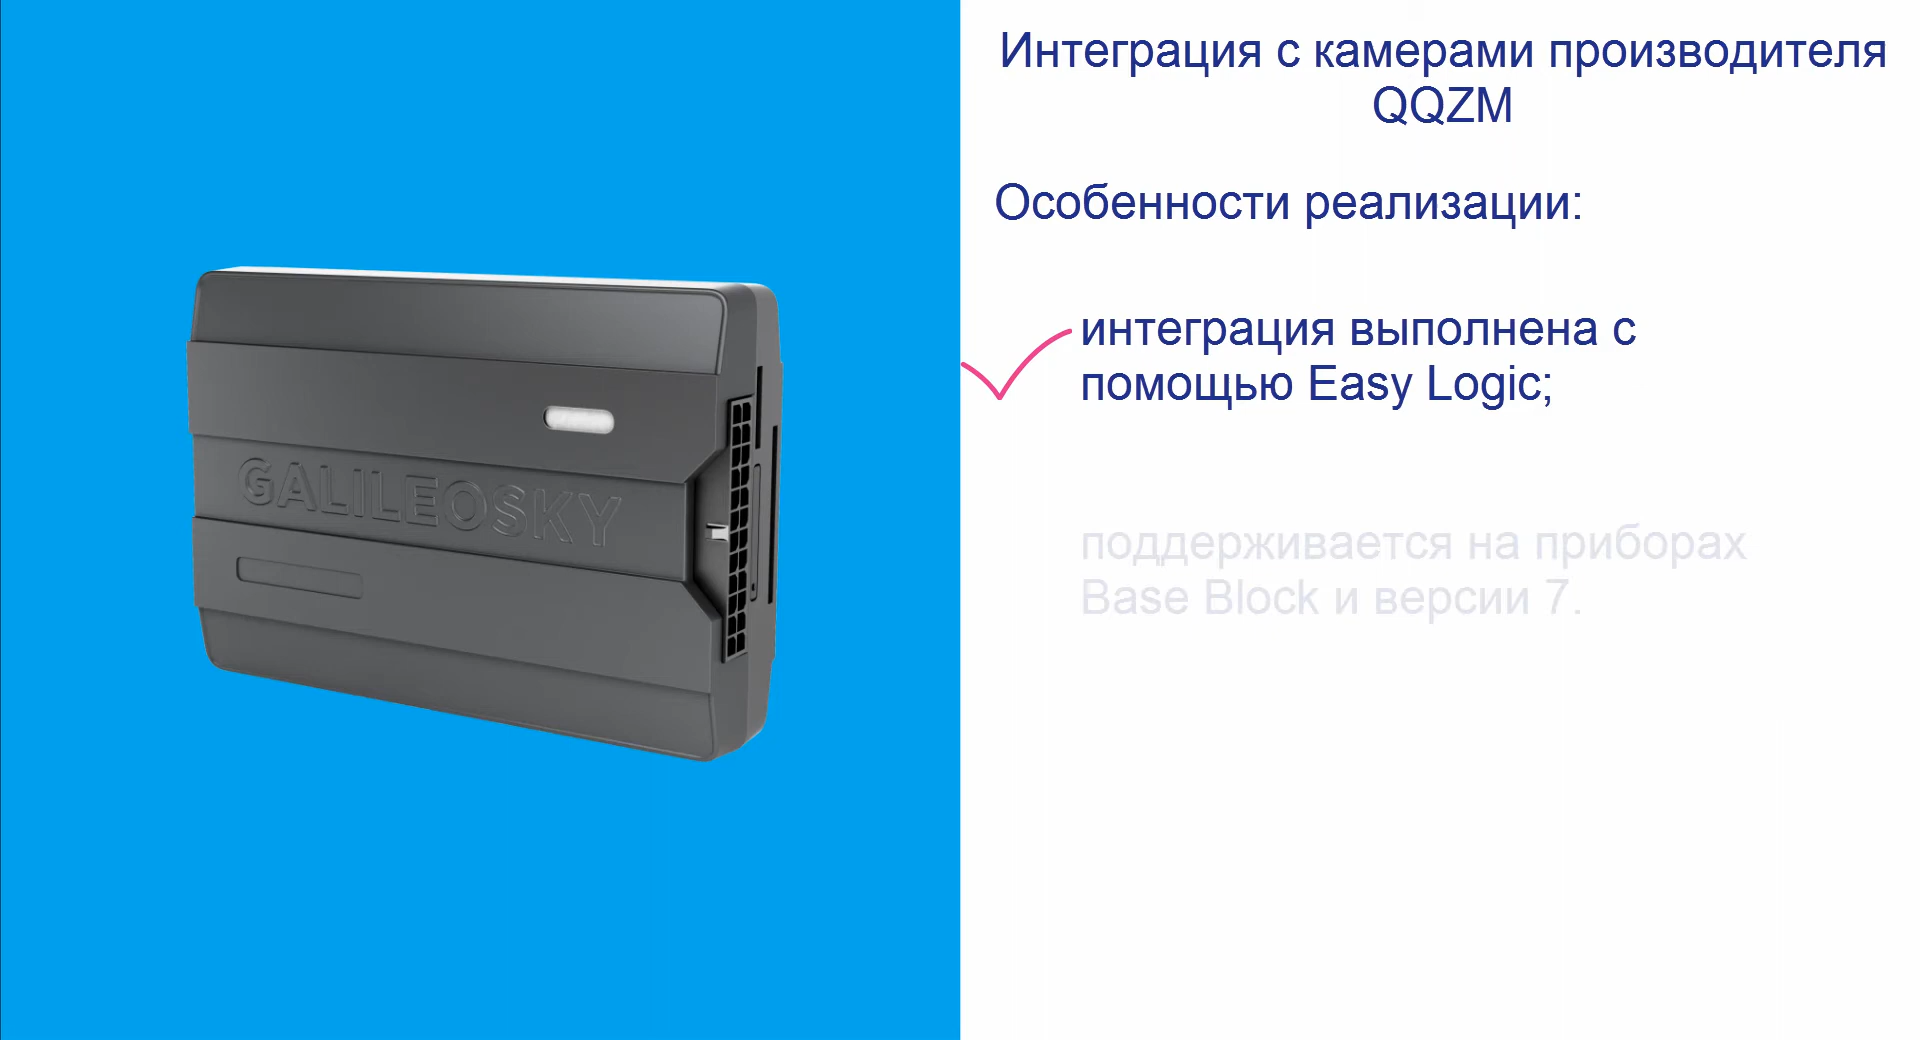 Интеграция с камерами производителя
QQZM
Особенности реализации:
интеграция выполнена с
помощью Easy Logic;
поддерживается на приборах
Base Block и версии 7.
GALILEOSKY